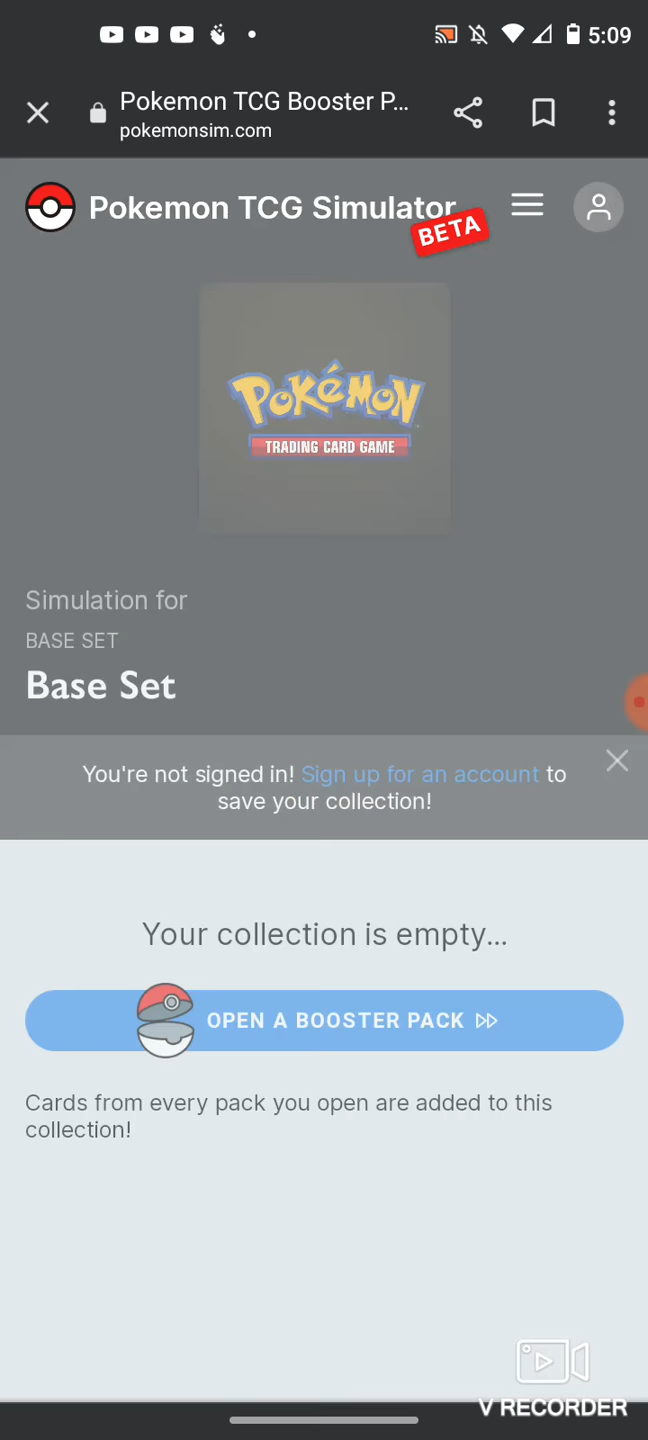 5:09
Pokemon TCG Booster P...
pokemonsim.com
Pokemon TCG Simulator
BETA
POKéMON
TRADING CARD GAME
Simulation for
BASE SET
Base Set
You're not signed in! Sign up for an account to
save your collection!
Your collection is empty...
OPEN A BOOSTER PACK
Cards from every pack you open are added to this
collection!
V RECORDER